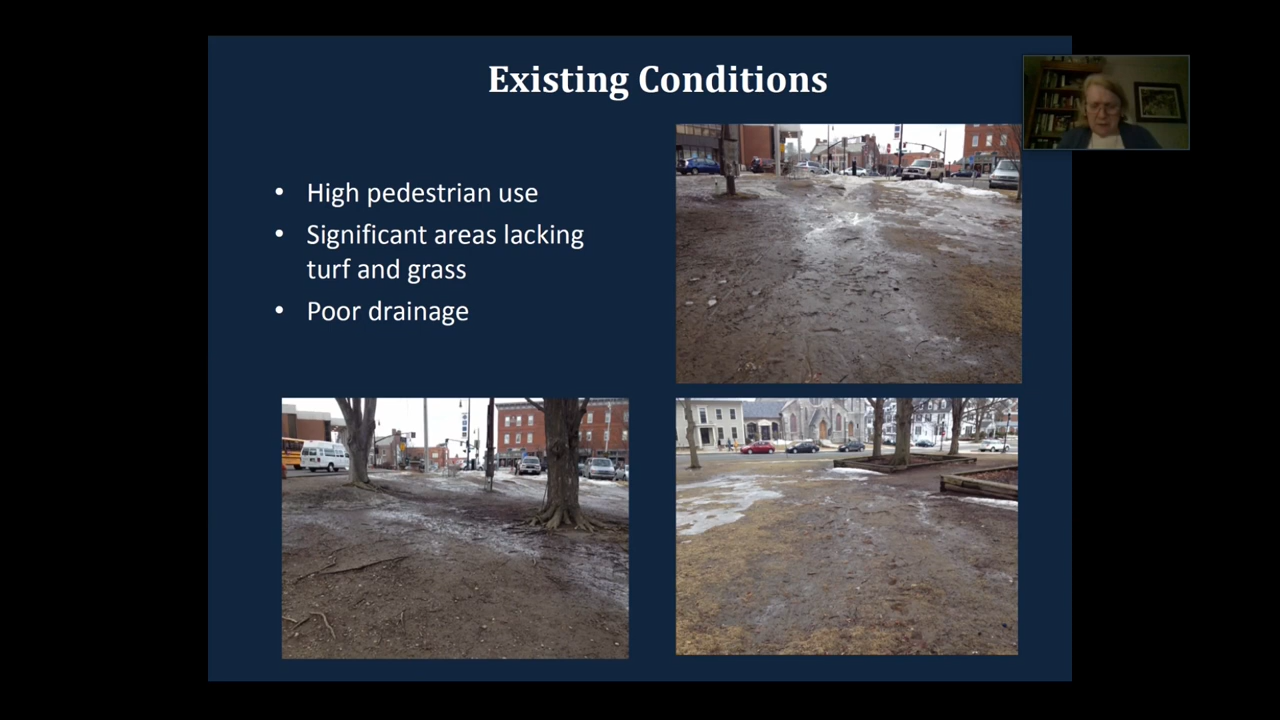 Existing Conditions
• High pedestrian use
• Significant areas lacking
turf and grass
• Poor drainage